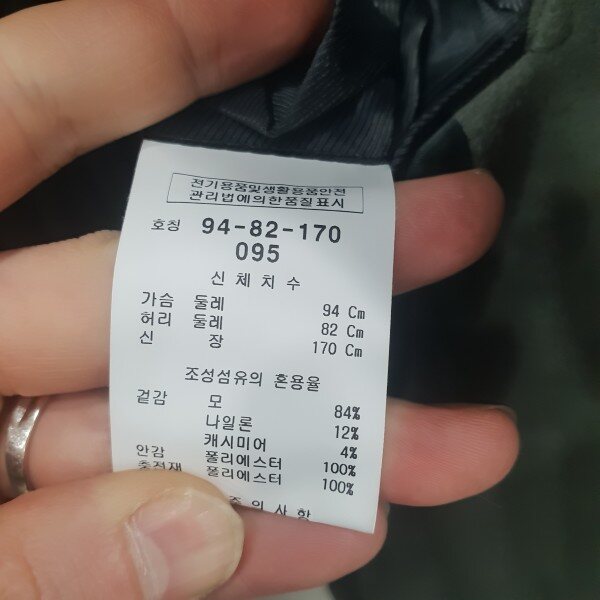 전기용품및생활용품안전
관리법에의한품질표시
호칭 94-82-170
095
신체치수
가슴 둘레 94 Cm
허리 둘레 82 Cm
신 장 170 Cm
조성섬유의 혼용율
겉감 모 84%
나일론 12%
캐시미어 4%
안감 폴리에스터 100%
충전재 폴리에스터 100%
주의사항